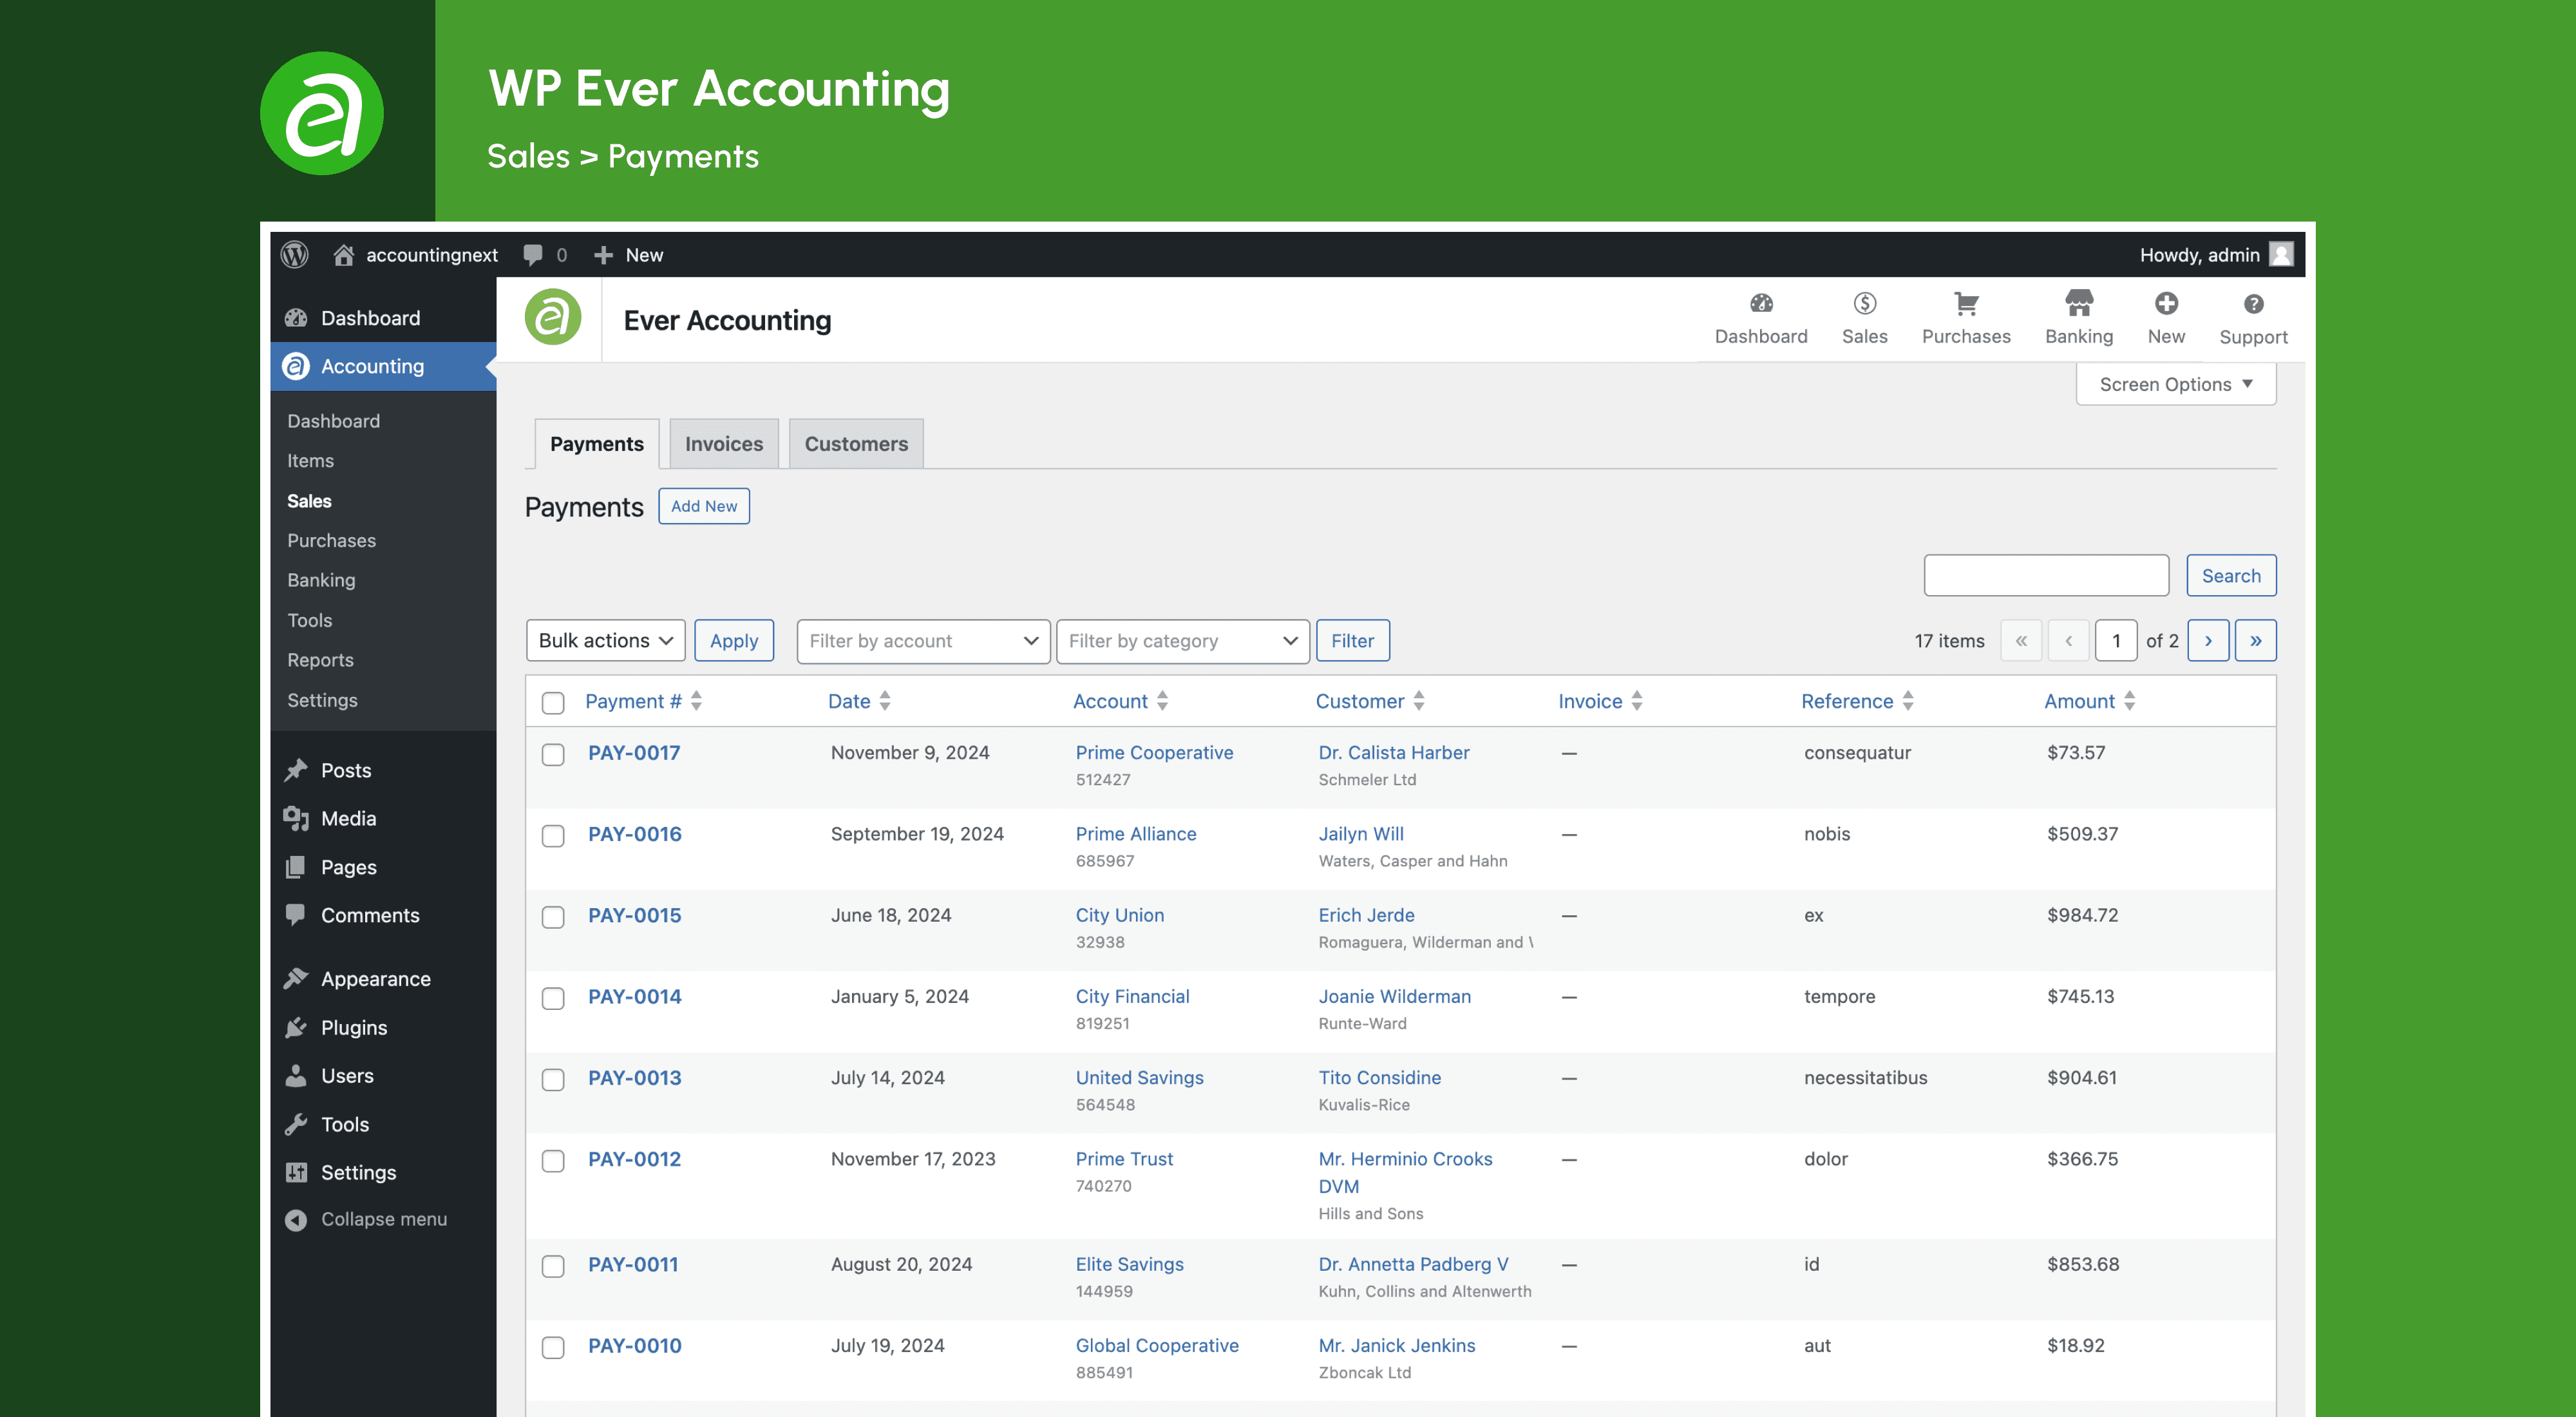 WP Ever Accounting
Sales > Payments
accountingnext 0 New Howdy, admin
Ever Accounting
Dashboard Sales Purchases Banking New Support
Screen Options
Dashboard
Accounting
Dashboard
Items
Sales
Purchases
Banking
Tools
Reports
Settings
Posts
Media
Pages
Comments
Appearance
Plugins
Users
Tools
Settings
Collapse menu
Payments Invoices Customers
Payments Add New
Search
Bulk actions Apply Filter by account Filter by category Filter 17 items « ‹ 1 of 2 › »
Payment # Date Account Customer Invoice Reference Amount
PAY-0017 November 9, 2024 Prime Cooperative Dr. Calista Harber — consequatur $73.57
512427 Schmeler Ltd
PAY-0016 September 19, 2024 Prime Alliance Jailyn Will — nobis $509.37
685967 Waters, Casper and Hahn
PAY-0015 June 18, 2024 City Union Erich Jerde — ex $984.72
32938 Romaguera, Wilderman and
PAY-0014 January 5, 2024 City Financial Joanie Wilderman — tempore $745.13
819251 Runte-Ward
PAY-0013 July 14, 2024 United Savings Tito Considine — necessitatibus $904.61
564548 Kuvalis-Rice
PAY-0012 November 17, 2023 Prime Trust Mr. Herminio Crooks — dolor $366.75
740270 DVM
Hills and Sons
PAY-0011 August 20, 2024 Elite Savings Dr. Annetta Padberg V — id $853.68
144959 Kuhn, Collins and Altenwerth
PAY-0010 July 19, 2024 Global Cooperative Mr. Janick Jenkins — aut $18.92
885491 Zboncak Ltd